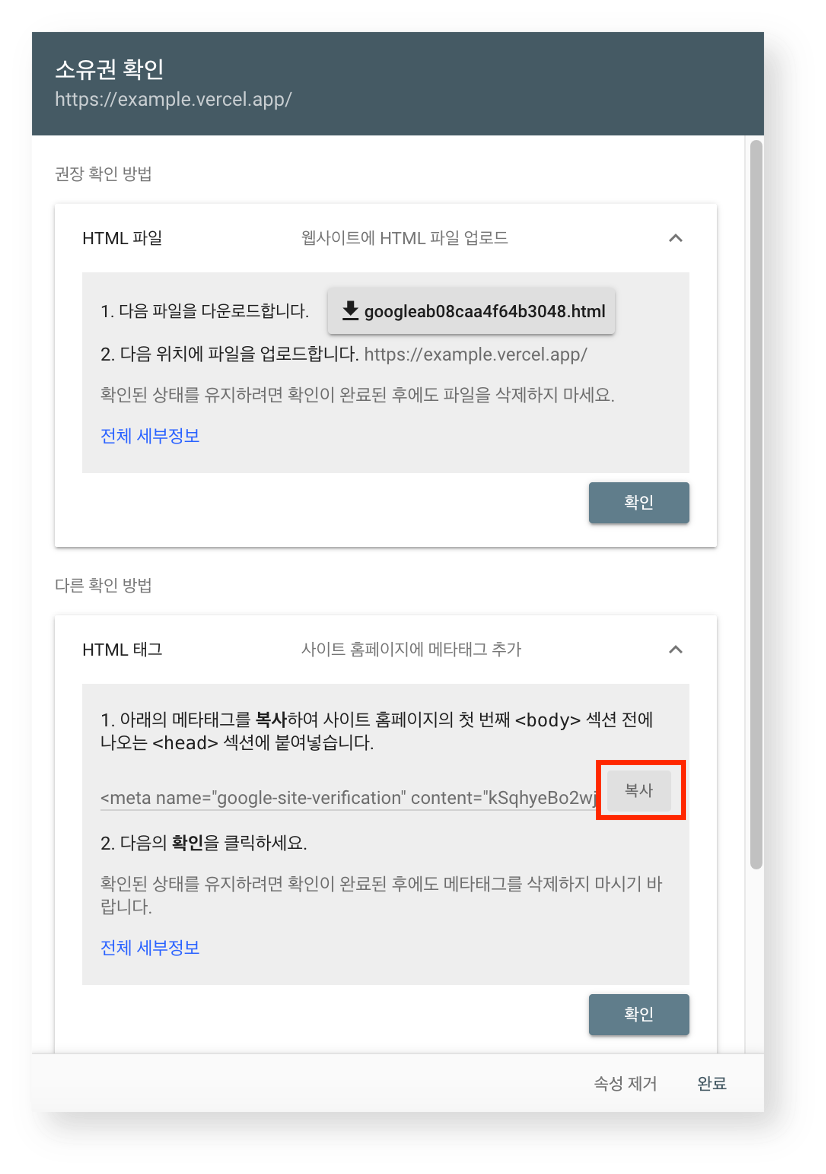 소유권 확인
https://example.vercel.app/
권장 확인 방법
HTML 파일 웹사이트에 HTML 파일 업로드
1. 다음 파일을 다운로드합니다. googleab08caa4f64b3048.html
2. 다음 위치에 파일을 업로드합니다. https://example.vercel.app/
확인된 상태를 유지하려면 확인이 완료된 후에도 파일을 삭제하지 마세요.
전체 세부정보
확인
다른 확인 방법
HTML 태그 사이트 홈페이지에 메타태그 추가
1. 아래의 메타태그를 복사하여 사이트 홈페이지의 첫 번째 <body> 섹션 전에
나오는 <head> 섹션에 붙여넣습니다.
<meta name="google-site-verification" content="kSqhyeBo2wj 복사
2. 다음의 확인을 클릭하세요.
확인된 상태를 유지하려면 확인이 완료된 후에도 메타태그를 삭제하지 마시기 바
랍니다.
전체 세부정보
확인
속성 제거 완료